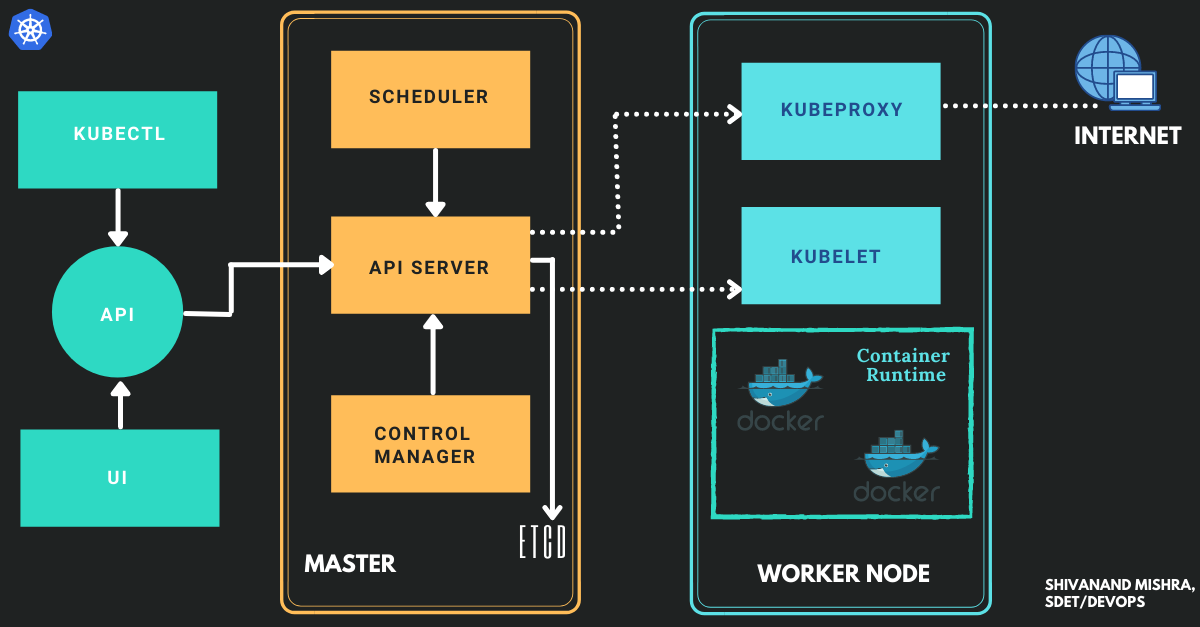 KUBECTL
API
UI
SCHEDULER
API SERVER
CONTROL
MANAGER
ETCD
MASTER
KUBEPROXY
KUBELET
Container
Runtime
docker
docker
WORKER NODE
INTERNET
SHIVANAND MISHRA,
SDET/DEVOPS